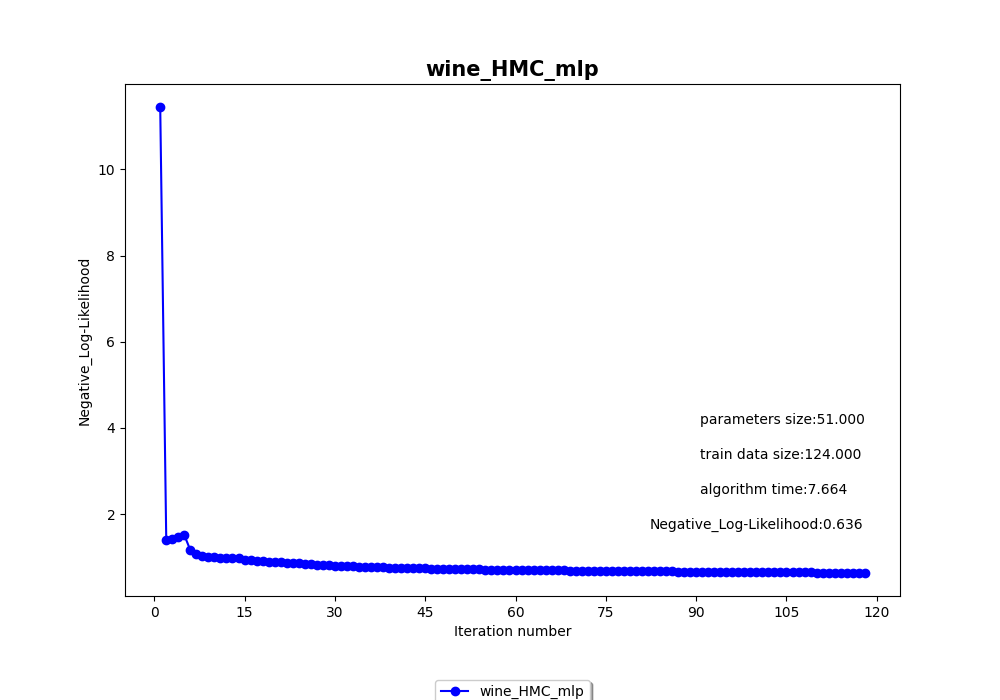 wine_HMC_mlp
10
8
6
4
2
Negative_Log-Likelihood
parameters size:51.000
train data size:124.000
algorithm time:7.664
Negative_Log-Likelihood:0.636
0 15 30 45 60 75 90 105 120
Iteration number
wine_HMC_mlp